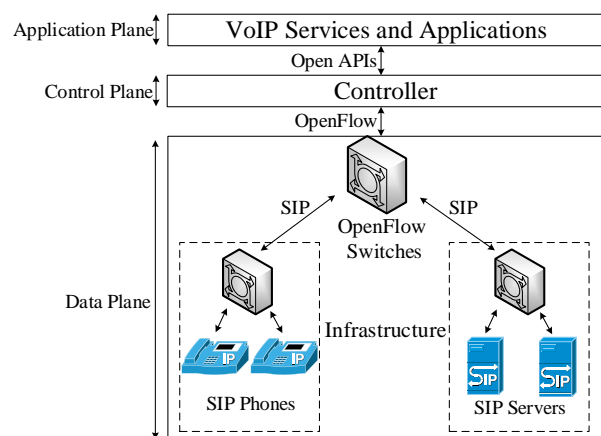 Application Plane
VoIP Services and Applications
Open APIs
Control Plane
Controller
OpenFlow
SIP
SIP
OpenFlow
Switches
Data Plane
Infrastructure
IP
IP
SIP
SIP
SIP Phones
SIP Servers